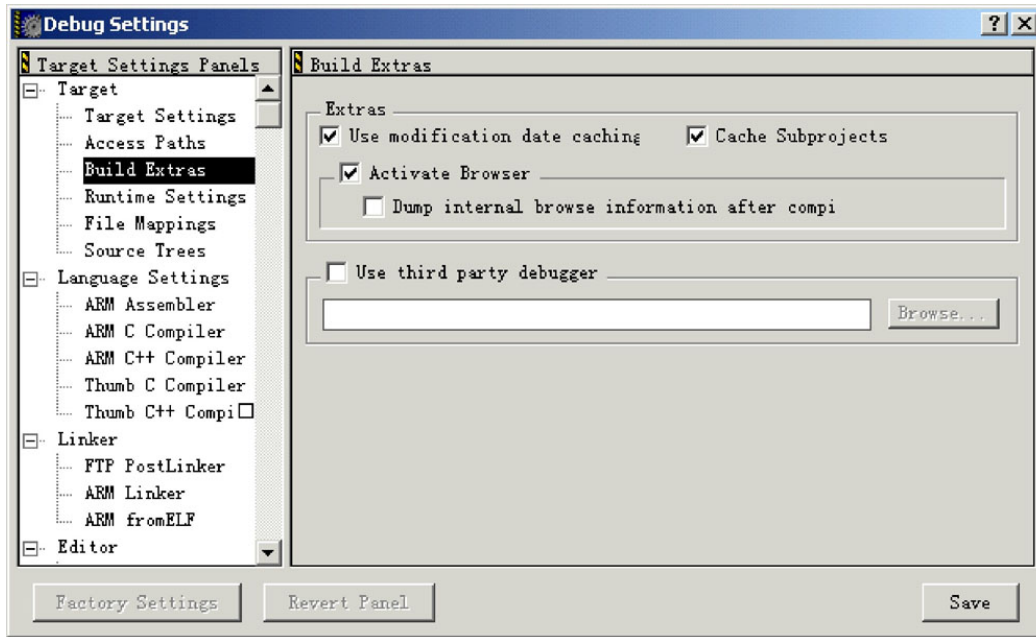 Debug Settings
Target Settings Panels
Target
Target Settings
Access Paths
Build Extras
Runtime Settings
File Mappings
Source Trees
Language Settings
ARM Assembler
ARM C Compiler
ARM C++ Compiler
Thumb C Compiler
Thumb C++ Compi
Linker
FTP PostLinker
ARM Linker
ARM fromELF
Editor
Build Extras
Extras
Use modification date caching
Cache Subprojects
Activate Browser
Dump internal browse information after compi
Use third party debugger
Browse...
Factory Settings
Revert Panel
Save